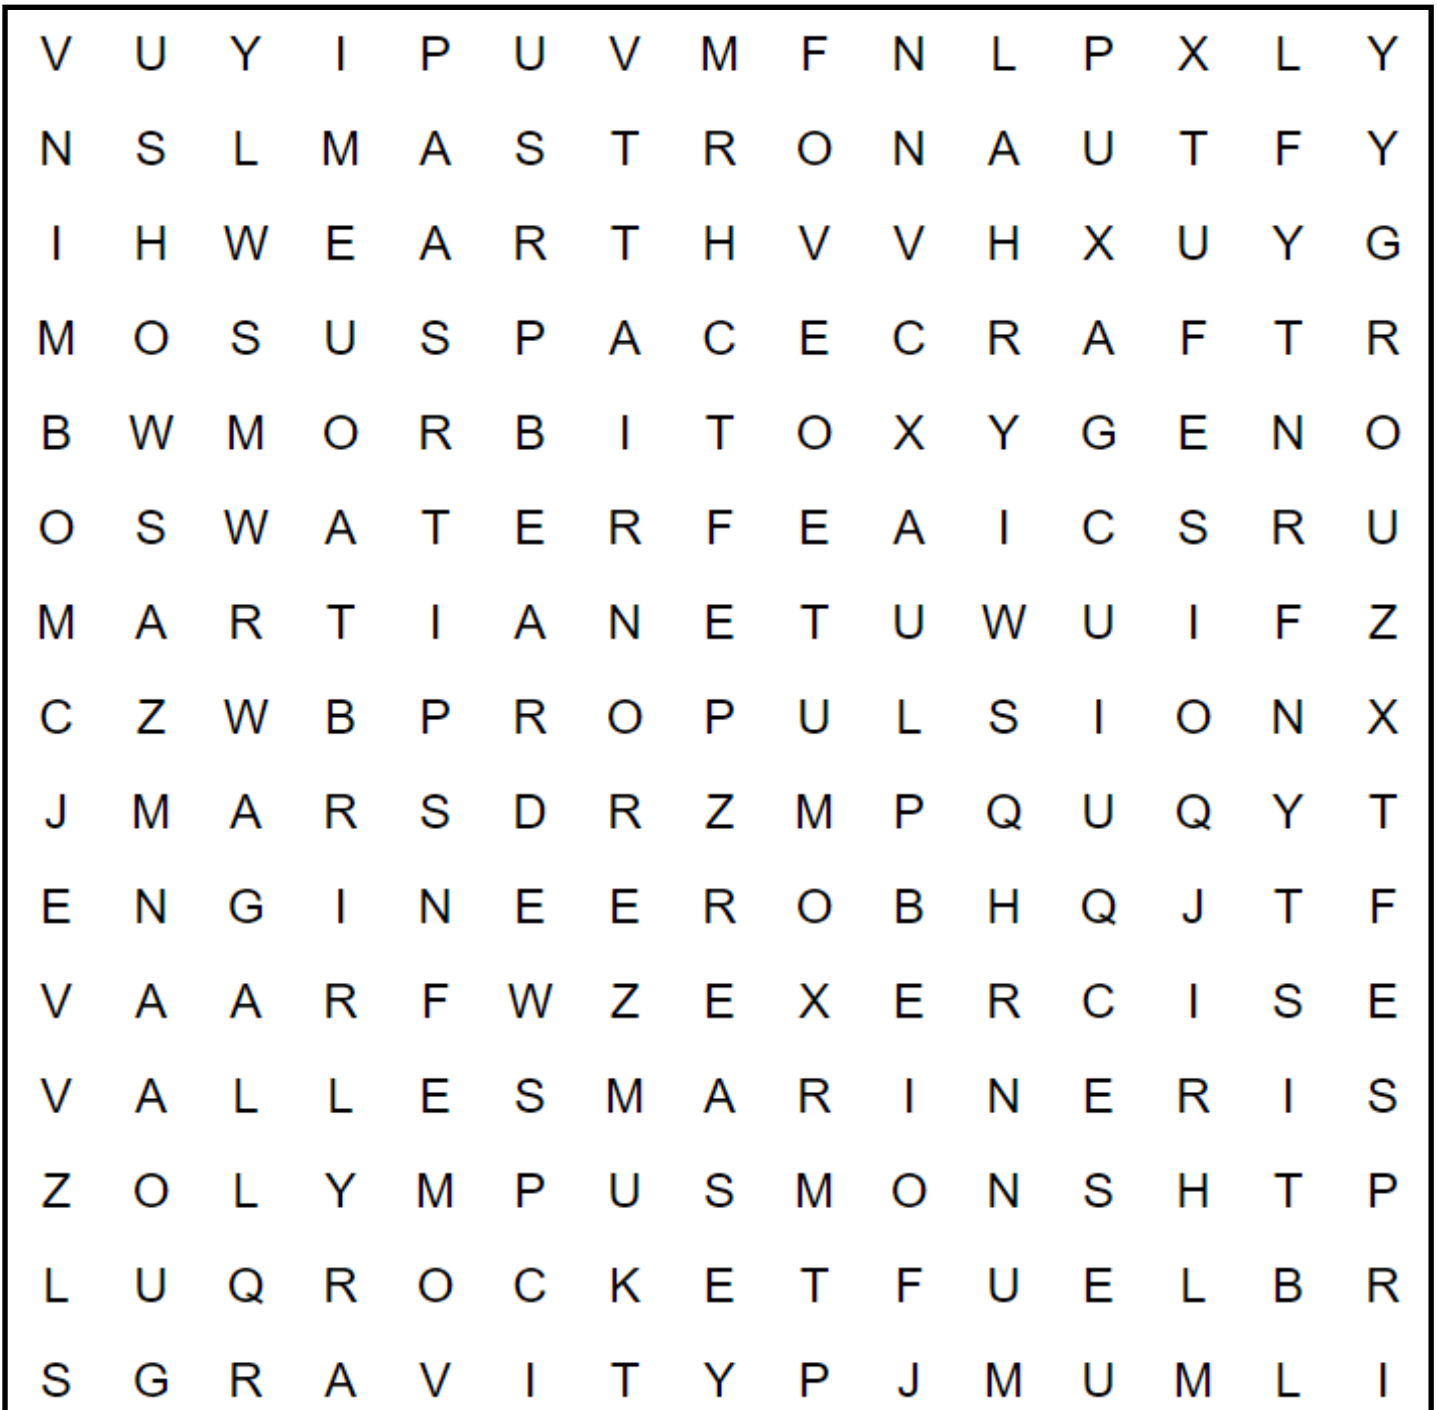 V U Y I P U V M F N L P X L Y
N S L M A S T R O N A U T F Y
I H W E A R T H V V H X U Y G
M O S U S P A C E C R A F T R
B W M O R B I T O X Y G E N O
O S W A T E R F E A I C S R U
M A R T I A N E T U W U I F Z
C Z W B P R O P U L S I O N X
J M A R S D R Z M P Q U Q Y T
E N G I N E E R O B H Q J T F
V A A R F W Z E X E R C I S E
V A L L E S M A R I N E R I S
Z O L Y M P U S M O N S H T P
L U Q R O C K E T F U E L B R
S G R A V I T Y P J M U M L I